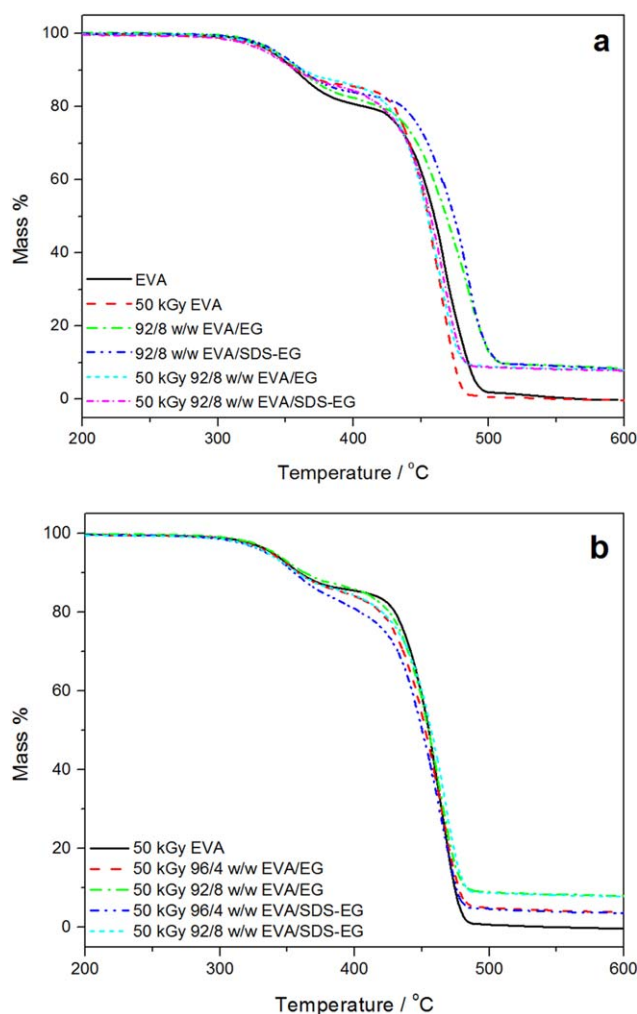 a
100
80
60
40
20
0
Mass %
EVA
50 kGy EVA
92/8 w/w EVA/EG
92/8 w/w EVA/SDS-EG
50 kGy 92/8 w/w EVA/EG
50 kGy 92/8 w/w EVA/SDS-EG
200 300 400 500 600
Temperature / °C
b
100
80
60
40
20
0
Mass %
50 kGy EVA
50 kGy 96/4 w/w EVA/EG
50 kGy 92/8 w/w EVA/EG
50 kGy 96/4 w/w EVA/SDS-EG
50 kGy 92/8 w/w EVA/SDS-EG
200 300 400 500 600
Temperature / °C